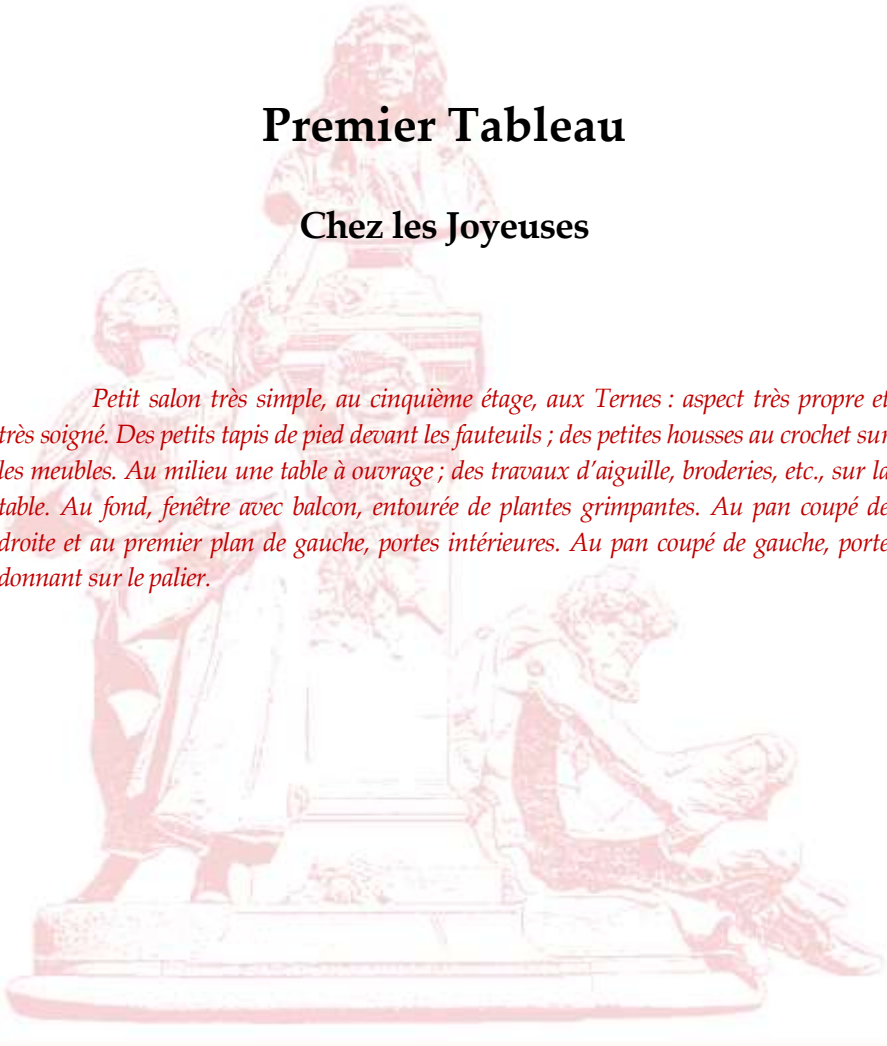 Premier Tableau
Chez les Joyeuses
Petit salon très simple, au cinquième étage, aux Ternes : aspect très propre et
très soigné. Des petits tapis de pied devant les fauteuils ; des petites housses au crochet sur
les meubles. Au milieu une table à ouvrage ; des travaux d’aiguille, broderies, etc., sur la
table. Au fond, fenêtre avec balcon, entourée de plantes grimpantes. Au pan coupé de
droite et au premier plan de gauche, portes intérieures. Au pan coupé de gauche, porte
donnant sur le palier.